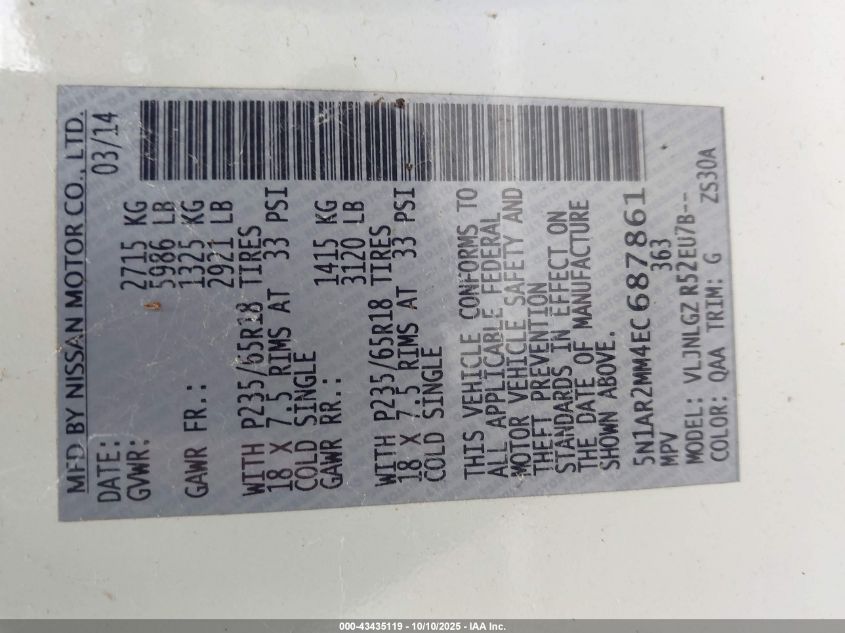 MFD BY NISSAN MOTOR CO., LTD.
DATE: 03/14
GVWR: 2715 KG
5986 LB
GAWR FR.: 1325 KG
2921 LB
WITH P235/65R18 TIRES
18 X 7.5 RIMS AT 33 PSI
COLD SINGLE
GAWR RR.: 1415 KG
3120 LB
WITH P235/65R18 TIRES
18 X 7.5 RIMS AT 33 PSI
COLD SINGLE
THIS VEHICLE CONFORMS TO
ALL APPLICABLE FEDERAL
MOTOR VEHICLE SAFETY AND
THEFT PREVENTION
STANDARDS IN EFFECT ON
THE DATE OF MANUFACTURE
SHOWN ABOVE.
5N1AR2MM4EC687861
MPV 363
MODEL: VLJNLGZ R52EU7B--
COLOR: QAA TRIM: G ZS30A
000-43435119 - 10/10/2025 - IAA Inc.